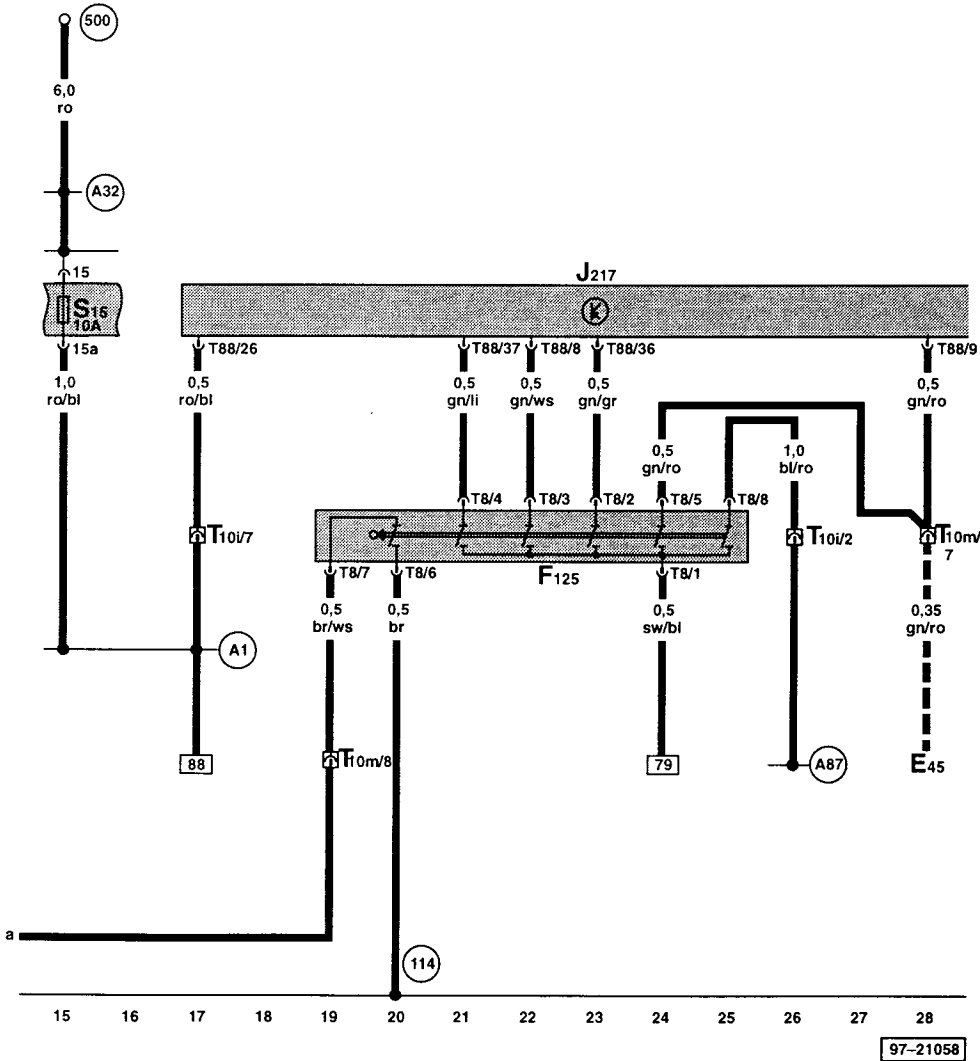 500
6,0
ro
A32
15
S15
10A
15a
J217
K
T88/26
T88/37
T88/8
T88/36
T88/9
1,0
ro/bl
0,5
ro/bl
0,5
gn/li
0,5
gn/ws
0,5
gn/gr
0,5
gn/ro
0,5
gn/ro
1,0
bl/ro
T8/4
T8/3
T8/2
T8/5
T8/8
T10i/7
T10i/2
T10m/
7
T8/7
T8/6
F125
T8/1
0,5
br/ws
0,5
br
0,5
sw/bl
0,35
gn/ro
A1
88
T10m/8
79
A87
E45
a
114
15 16 17 18 19 20 21 22 23 24 25 26 27 28
97-21058